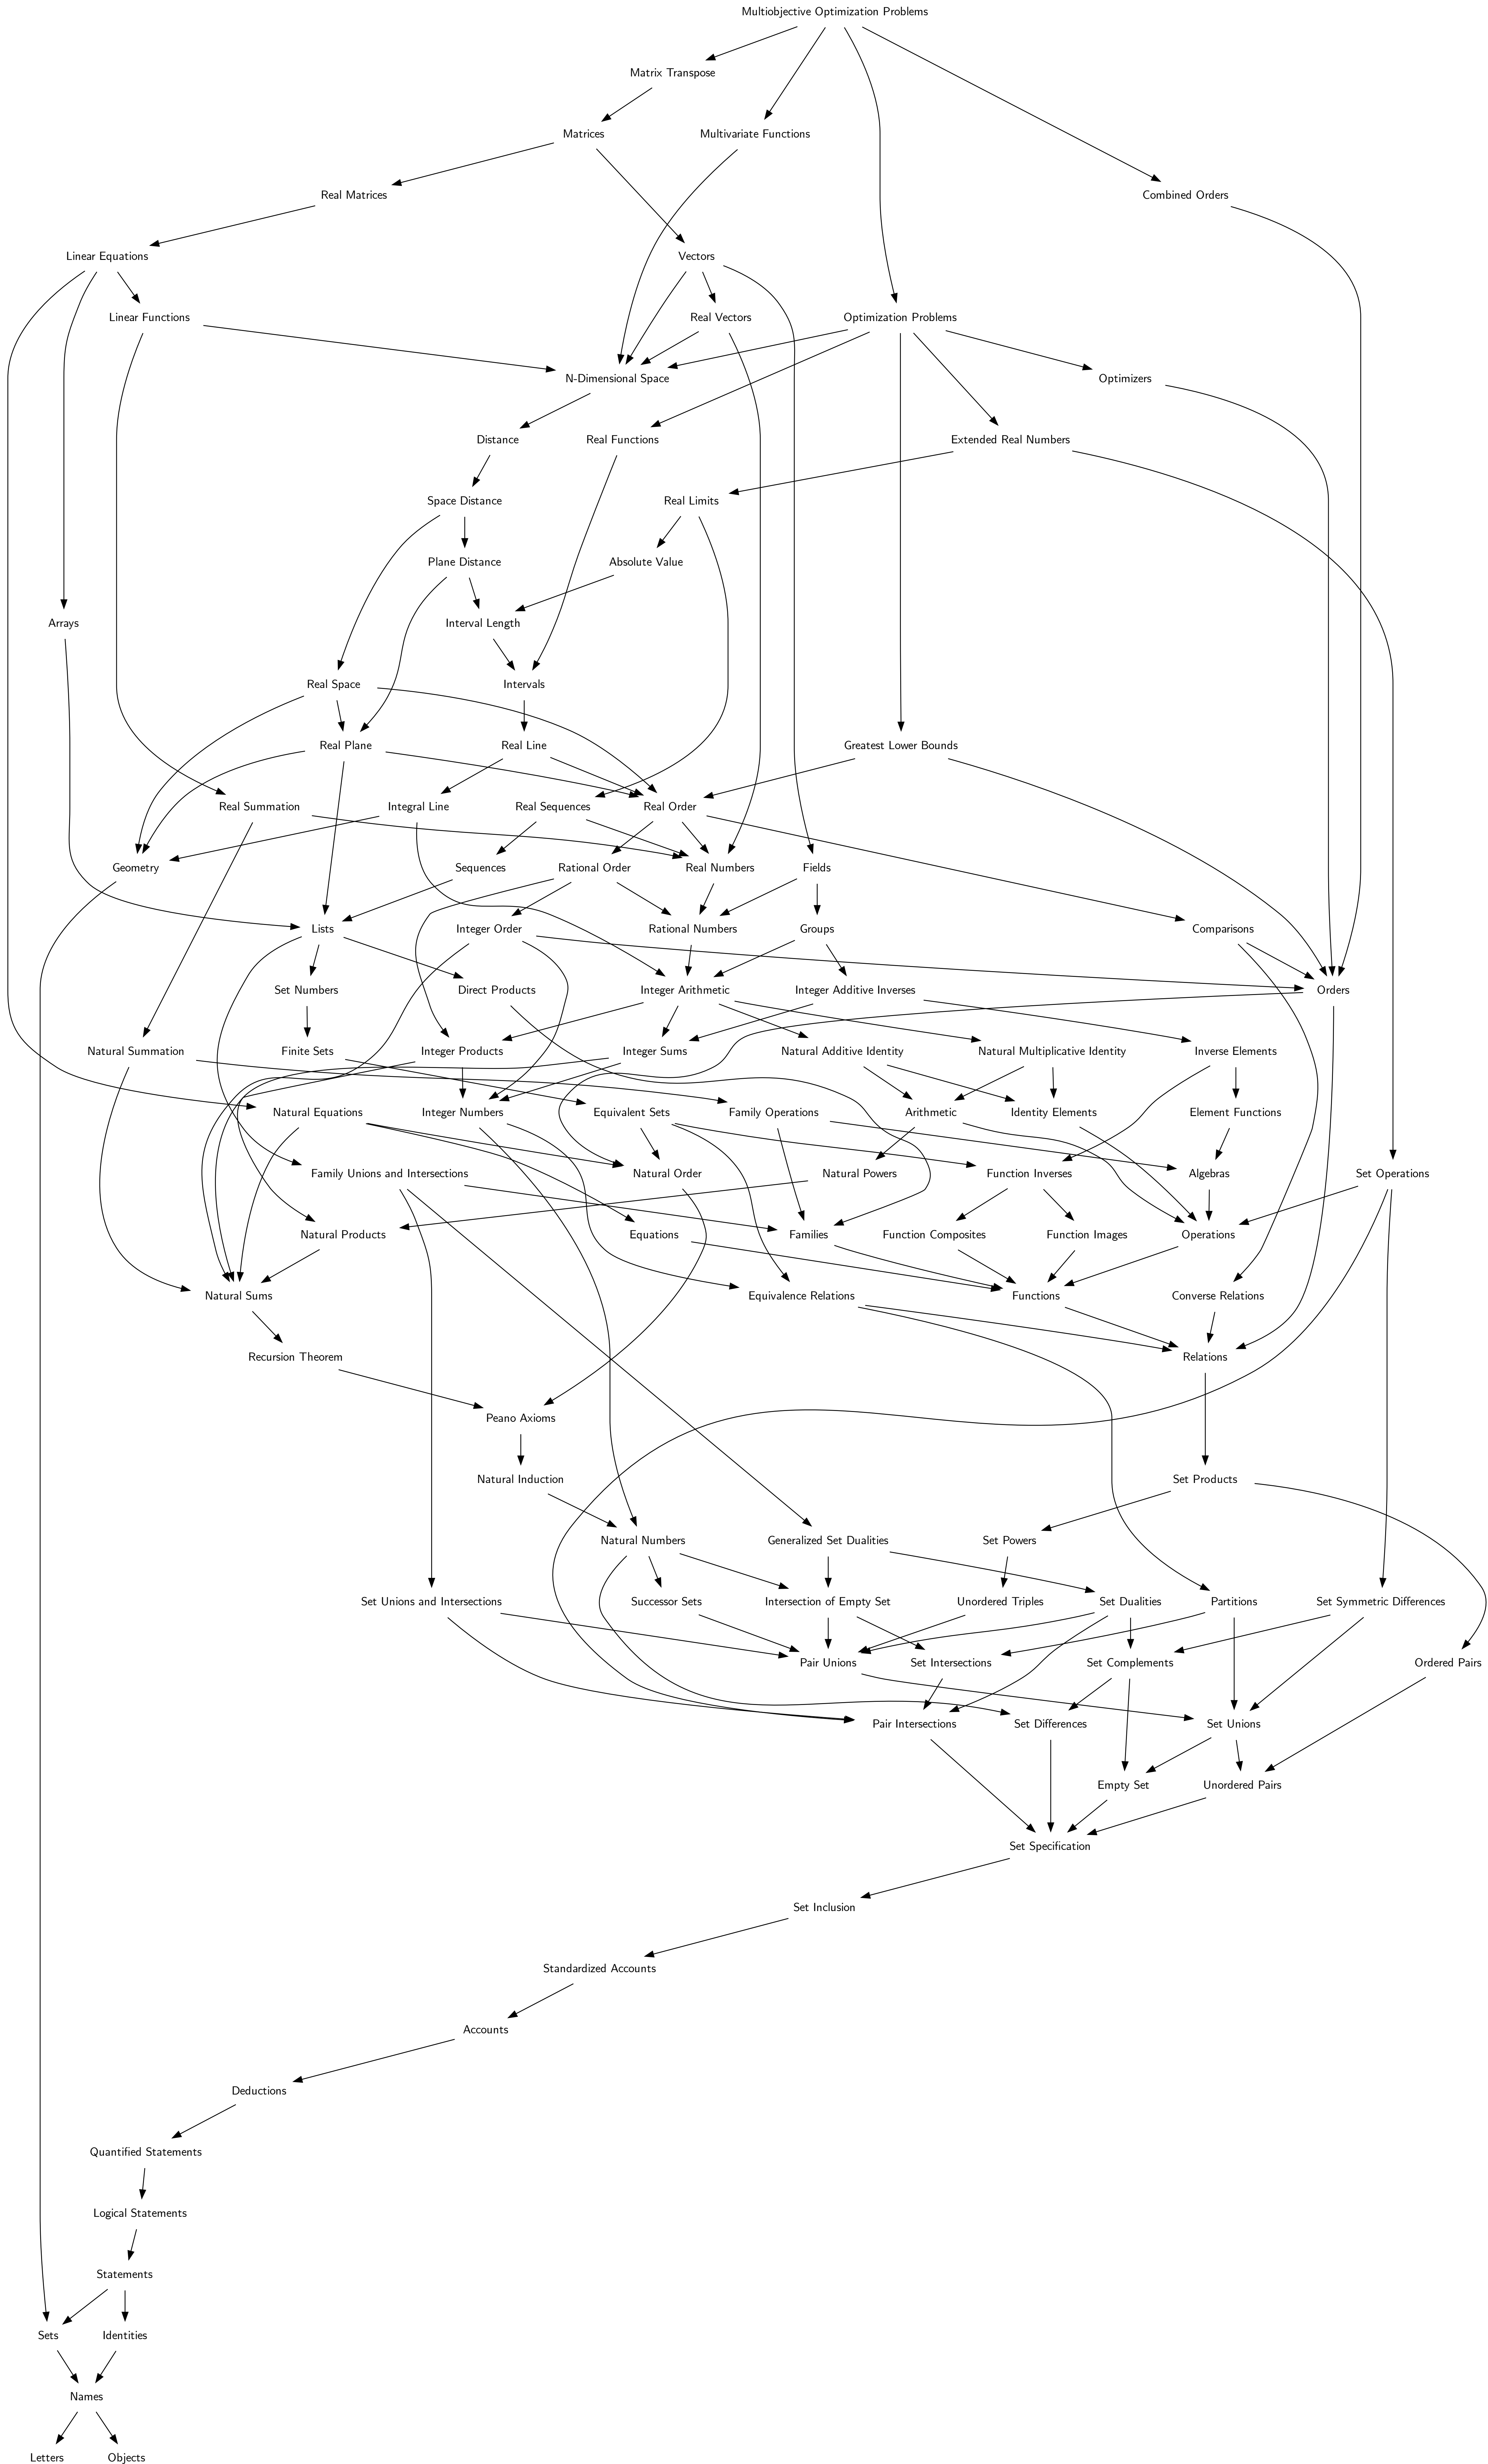 Multiobjective Optimization Problems
Matrix Transpose
Matrices
Multivariate Functions
Real Matrices
Combined Orders
Linear Equations
Vectors
Linear Functions
Real Vectors
Optimization Problems
N-Dimensional Space
Optimizers
Distance
Real Functions
Extended Real Numbers
Space Distance
Real Limits
Plane Distance
Absolute Value
Arrays
Interval Length
Real Space
Intervals
Real Plane
Real Line
Greatest Lower Bounds
Real Summation
Integral Line
Real Sequences
Real Order
Geometry
Sequences
Rational Order
Real Numbers
Fields
Lists
Integer Order
Rational Numbers
Groups
Comparisons
Set Numbers
Direct Products
Integer Arithmetic
Integer Additive Inverses
Orders
Natural Summation
Finite Sets
Integer Products
Integer Sums
Natural Additive Identity
Natural Multiplicative Identity
Inverse Elements
Natural Equations
Integer Numbers
Equivalent Sets
Family Operations
Arithmetic
Identity Elements
Element Functions
Family Unions and Intersections
Natural Order
Natural Powers
Function Inverses
Algebras
Set Operations
Natural Products
Equations
Families
Function Composites
Function Images
Operations
Natural Sums
Equivalence Relations
Functions
Converse Relations
Recursion Theorem
Relations
Peano Axioms
Natural Induction
Set Products
Natural Numbers
Generalized Set Dualities
Set Powers
Set Unions and Intersections
Successor Sets
Intersection of Empty Set
Unordered Triples
Set Dualities
Partitions
Set Symmetric Differences
Pair Unions
Set Intersections
Set Complements
Ordered Pairs
Pair Intersections
Set Differences
Set Unions
Empty Set
Unordered Pairs
Set Specification
Set Inclusion
Standardized Accounts
Accounts
Deductions
Quantified Statements
Logical Statements
Statements
Sets
Identities
Names
Letters
Objects